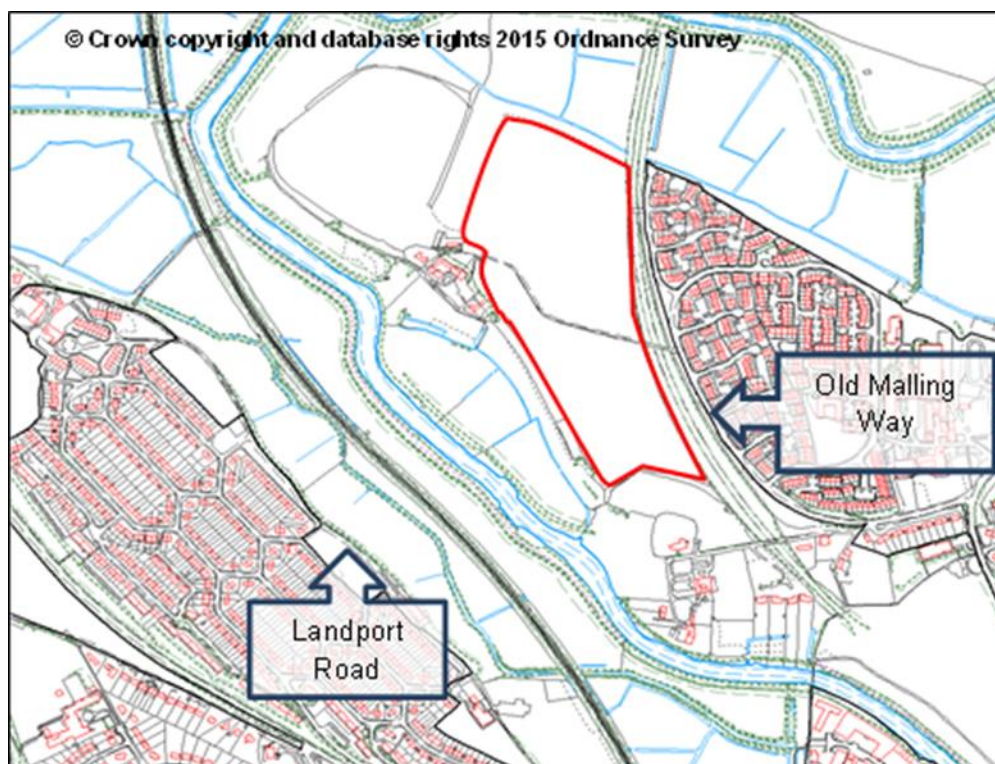 © Crown copyright and database rights 2015 Ordnance Survey
Old Malling
Way
Landport
Road